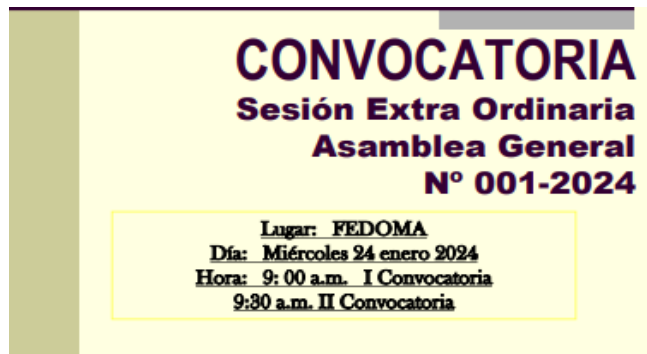 CONVOCATORIA
Sesión Extra Ordinaria
Asamblea General
Nº 001-2024
Lugar: FEDOMA
Día: Miércoles 24 enero 2024
Hora: 9: 00 a.m. I Convocatoria
9:30 a.m. II Convocatoria